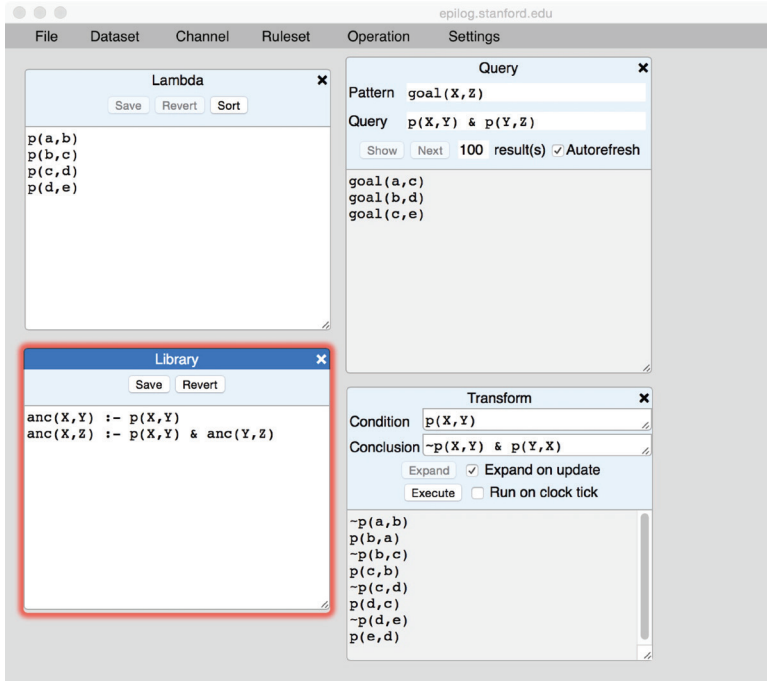 epilog.stanford.edu
File Dataset Channel Ruleset Operation Settings
Lambda ×
Save Revert Sort
p(a,b)
p(b,c)
p(c,d)
p(d,e)
Library ×
Save Revert
anc(X,Y) :- p(X,Y)
anc(X,Z) :- p(X,Y) & anc(Y,Z)
Query ×
Pattern goal(X,Z)
Query p(X,Y) & p(Y,Z)
Show Next 100 result(s) Autorefresh
goal(a,c)
goal(b,d)
goal(c,e)
Transform ×
Condition p(X,Y)
Conclusion ~p(X,Y) & p(Y,X)
Expand Expand on update
Execute Run on clock tick
~p(a,b)
p(b,a)
~p(b,c)
p(c,b)
~p(c,d)
p(d,c)
~p(d,e)
p(e,d)